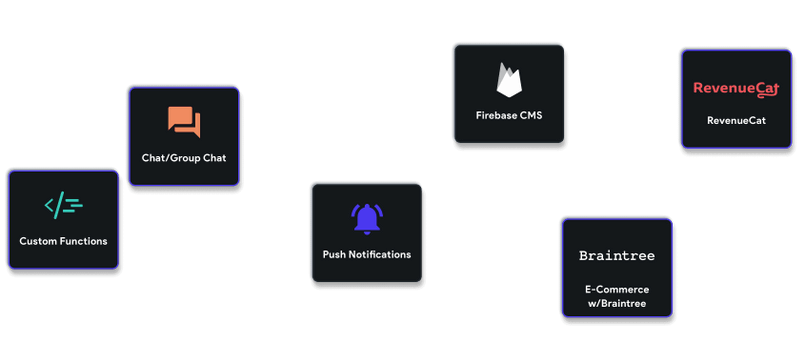 Custom Functions
Chat/Group Chat
Push Notifications
Firebase CMS
Braintree
E-Commerce
w/Braintree
RevenueCat
RevenueCat